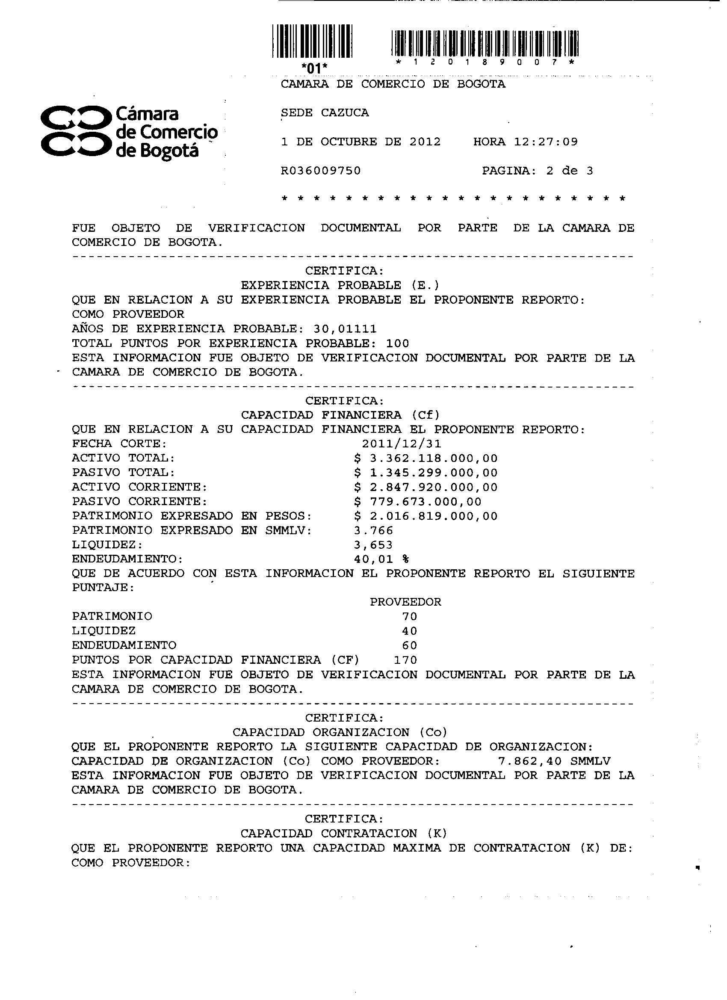 *01*
* 1 2 0 1 8 9 0 0 7 *
CAMARA DE COMERCIO DE BOGOTA
Cámara
de Comercio
de Bogotá
SEDE CAZUCA
1 DE OCTUBRE DE 2012 HORA 12:27:09
R036009750 PAGINA: 2 de 3
* * * * * * * * * * * * * * * * * * * * * *
FUE OBJETO DE VERIFICACION DOCUMENTAL POR PARTE DE LA CAMARA DE
COMERCIO DE BOGOTA.
----------------------------------------------------------------------
CERTIFICA:
EXPERIENCIA PROBABLE (E.)
QUE EN RELACION A SU EXPERIENCIA PROBABLE EL PROPONENTE REPORTO:
COMO PROVEEDOR
AÑOS DE EXPERIENCIA PROBABLE: 30,01111
TOTAL PUNTOS POR EXPERIENCIA PROBABLE: 100
ESTA INFORMACION FUE OBJETO DE VERIFICACION DOCUMENTAL POR PARTE DE LA
CAMARA DE COMERCIO DE BOGOTA.
----------------------------------------------------------------------
CERTIFICA:
CAPACIDAD FINANCIERA (Cf)
QUE EN RELACION A SU CAPACIDAD FINANCIERA EL PROPONENTE REPORTO:
FECHA CORTE: 2011/12/31
ACTIVO TOTAL: $ 3.362.118.000,00
PASIVO TOTAL: $ 1.345.299.000,00
ACTIVO CORRIENTE: $ 2.847.920.000,00
PASIVO CORRIENTE: $ 779.673.000,00
PATRIMONIO EXPRESADO EN PESOS: $ 2.016.819.000,00
PATRIMONIO EXPRESADO EN SMMLV: 3.766
LIQUIDEZ: 3,653
ENDEUDAMIENTO: 40,01 %
QUE DE ACUERDO CON ESTA INFORMACION EL PROPONENTE REPORTO EL SIGUIENTE
PUNTAJE:
PROVEEDOR
PATRIMONIO 70
LIQUIDEZ 40
ENDEUDAMIENTO 60
PUNTOS POR CAPACIDAD FINANCIERA (CF) 170
ESTA INFORMACION FUE OBJETO DE VERIFICACION DOCUMENTAL POR PARTE DE LA
CAMARA DE COMERCIO DE BOGOTA.
----------------------------------------------------------------------
CERTIFICA:
CAPACIDAD ORGANIZACION (Co)
QUE EL PROPONENTE REPORTO LA SIGUIENTE CAPACIDAD DE ORGANIZACION:
CAPACIDAD DE ORGANIZACION (Co) COMO PROVEEDOR: 7.862,40 SMMLV
ESTA INFORMACION FUE OBJETO DE VERIFICACION DOCUMENTAL POR PARTE DE LA
CAMARA DE COMERCIO DE BOGOTA.
----------------------------------------------------------------------
CERTIFICA:
CAPACIDAD CONTRATACION (K)
QUE EL PROPONENTE REPORTO UNA CAPACIDAD MAXIMA DE CONTRATACION (K) DE:
COMO PROVEEDOR: